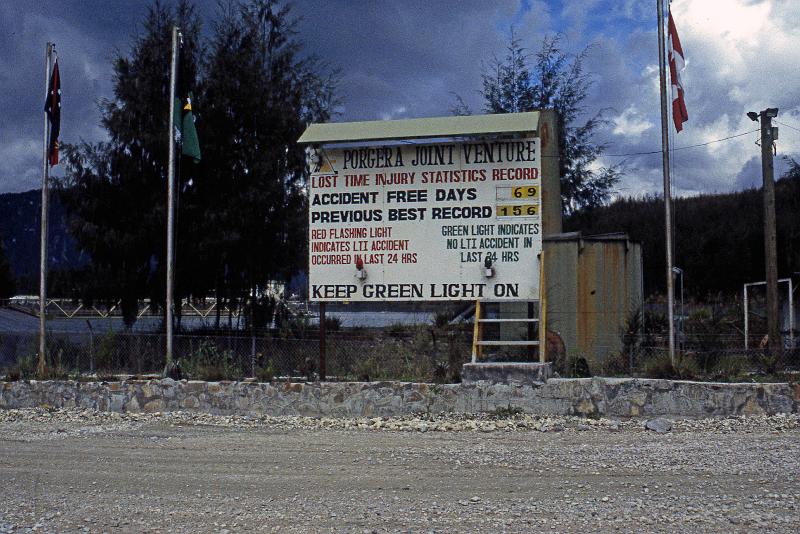 PORGERA JOINT VENTURE
LOST TIME INJURY STATISTICS RECORD
ACCIDENT FREE DAYS 69
PREVIOUS BEST RECORD 156
RED FLASHING LIGHT
INDICATES LTI ACCIDENT
OCCURRED IN LAST 24 HRS
GREEN LIGHT INDICATES
NO LTI ACCIDENT IN
LAST 24 HRS
KEEP GREEN LIGHT ON